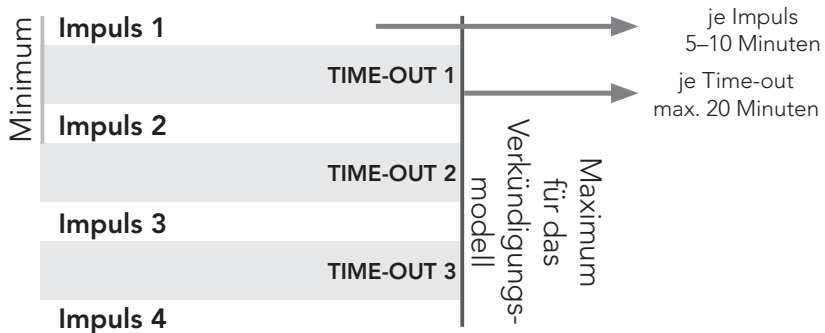 Minimum
Impuls 1
TIME-OUT 1
Impuls 2
TIME-OUT 2
Impuls 3
TIME-OUT 3
Impuls 4
je Impuls
5–10 Minuten
je Time-out
max. 20 Minuten
Maximum
für das
Verkündigungs-
modell